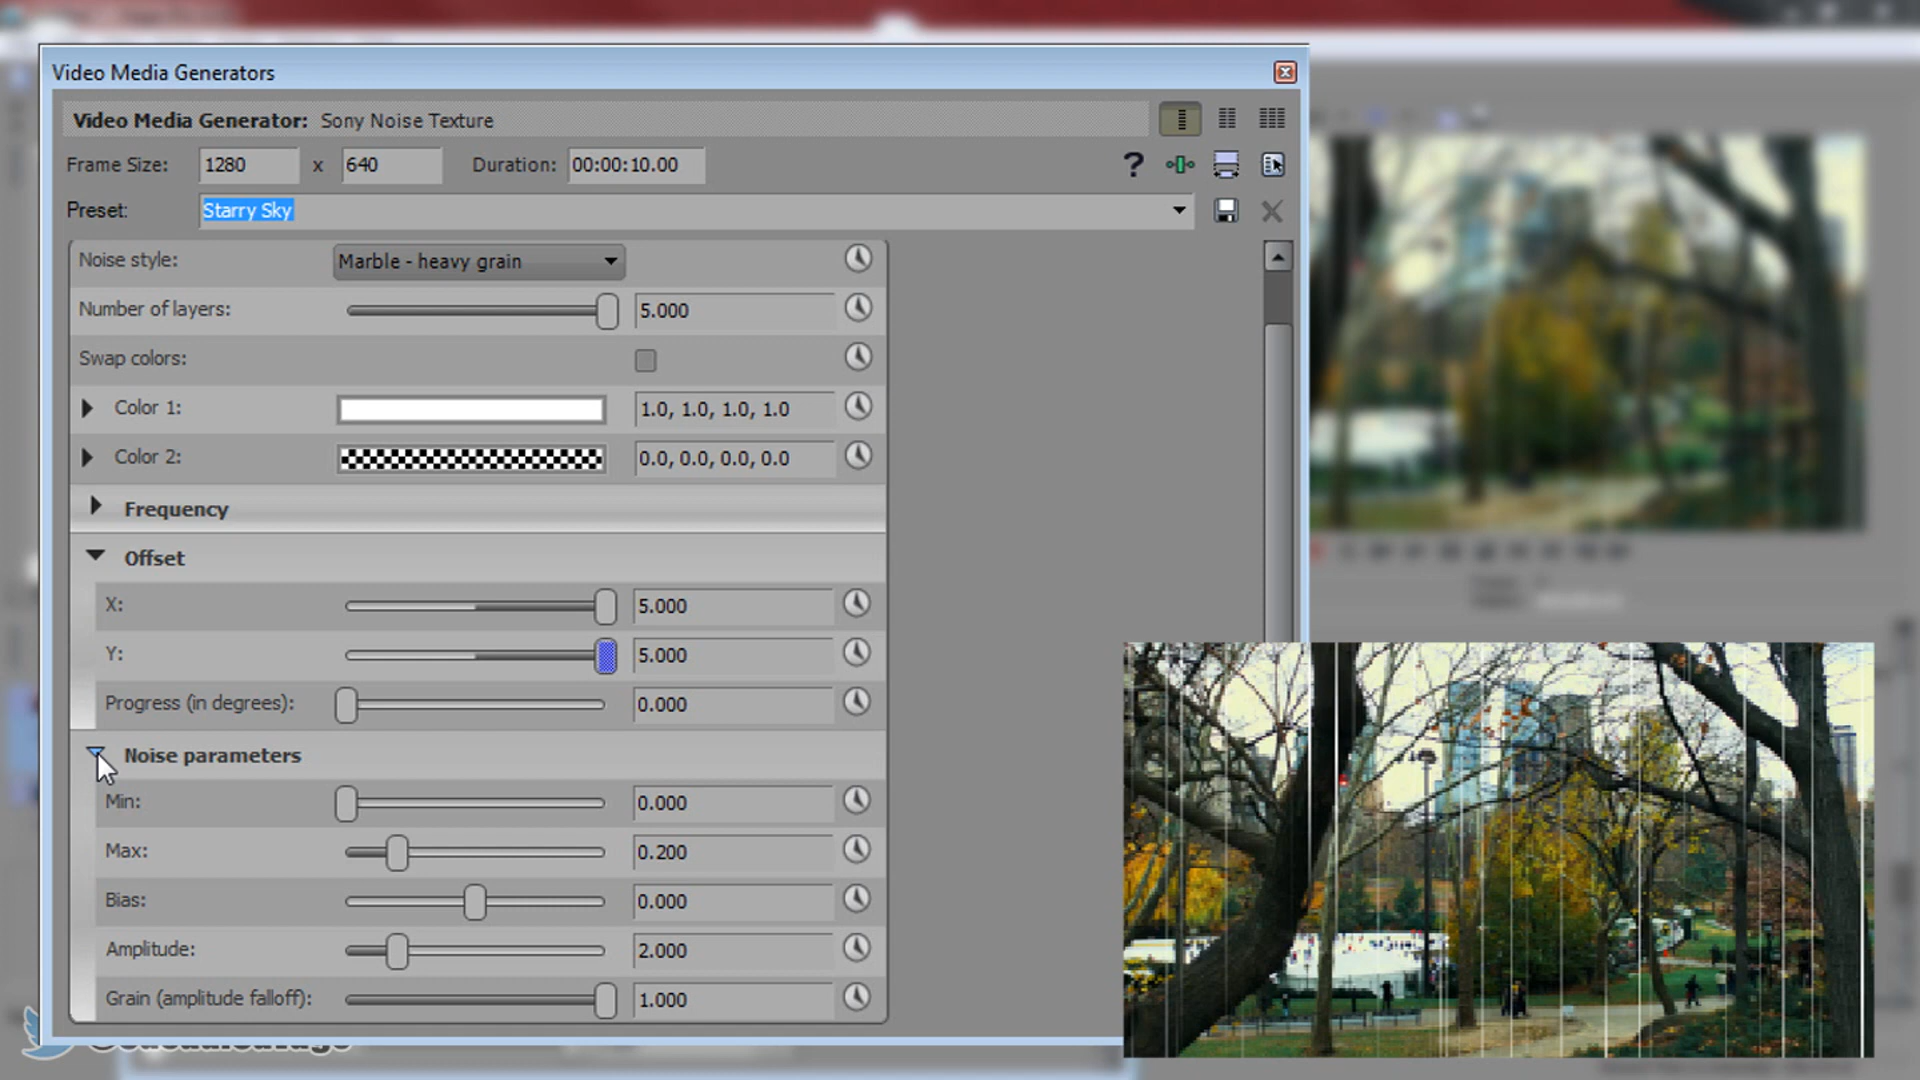 Video Media Generators
Video Media Generator: Sony Noise Texture
Frame Size: 1280 x 640 Duration: 00:00:10.00
?
Preset: Starry Sky
Noise style: Marble - heavy grain
Number of layers: 5.000
Swap colors:
Color 1: 1.0, 1.0, 1.0, 1.0
Color 2: 0.0, 0.0, 0.0, 0.0
Frequency
Offset
X: 5.000
Y: 5.000
Progress (in degrees): 0.000
Noise parameters
Min: 0.000
Max: 0.200
Bias: 0.000
Amplitude: 2.000
Grain (amplitude falloff): 1.000